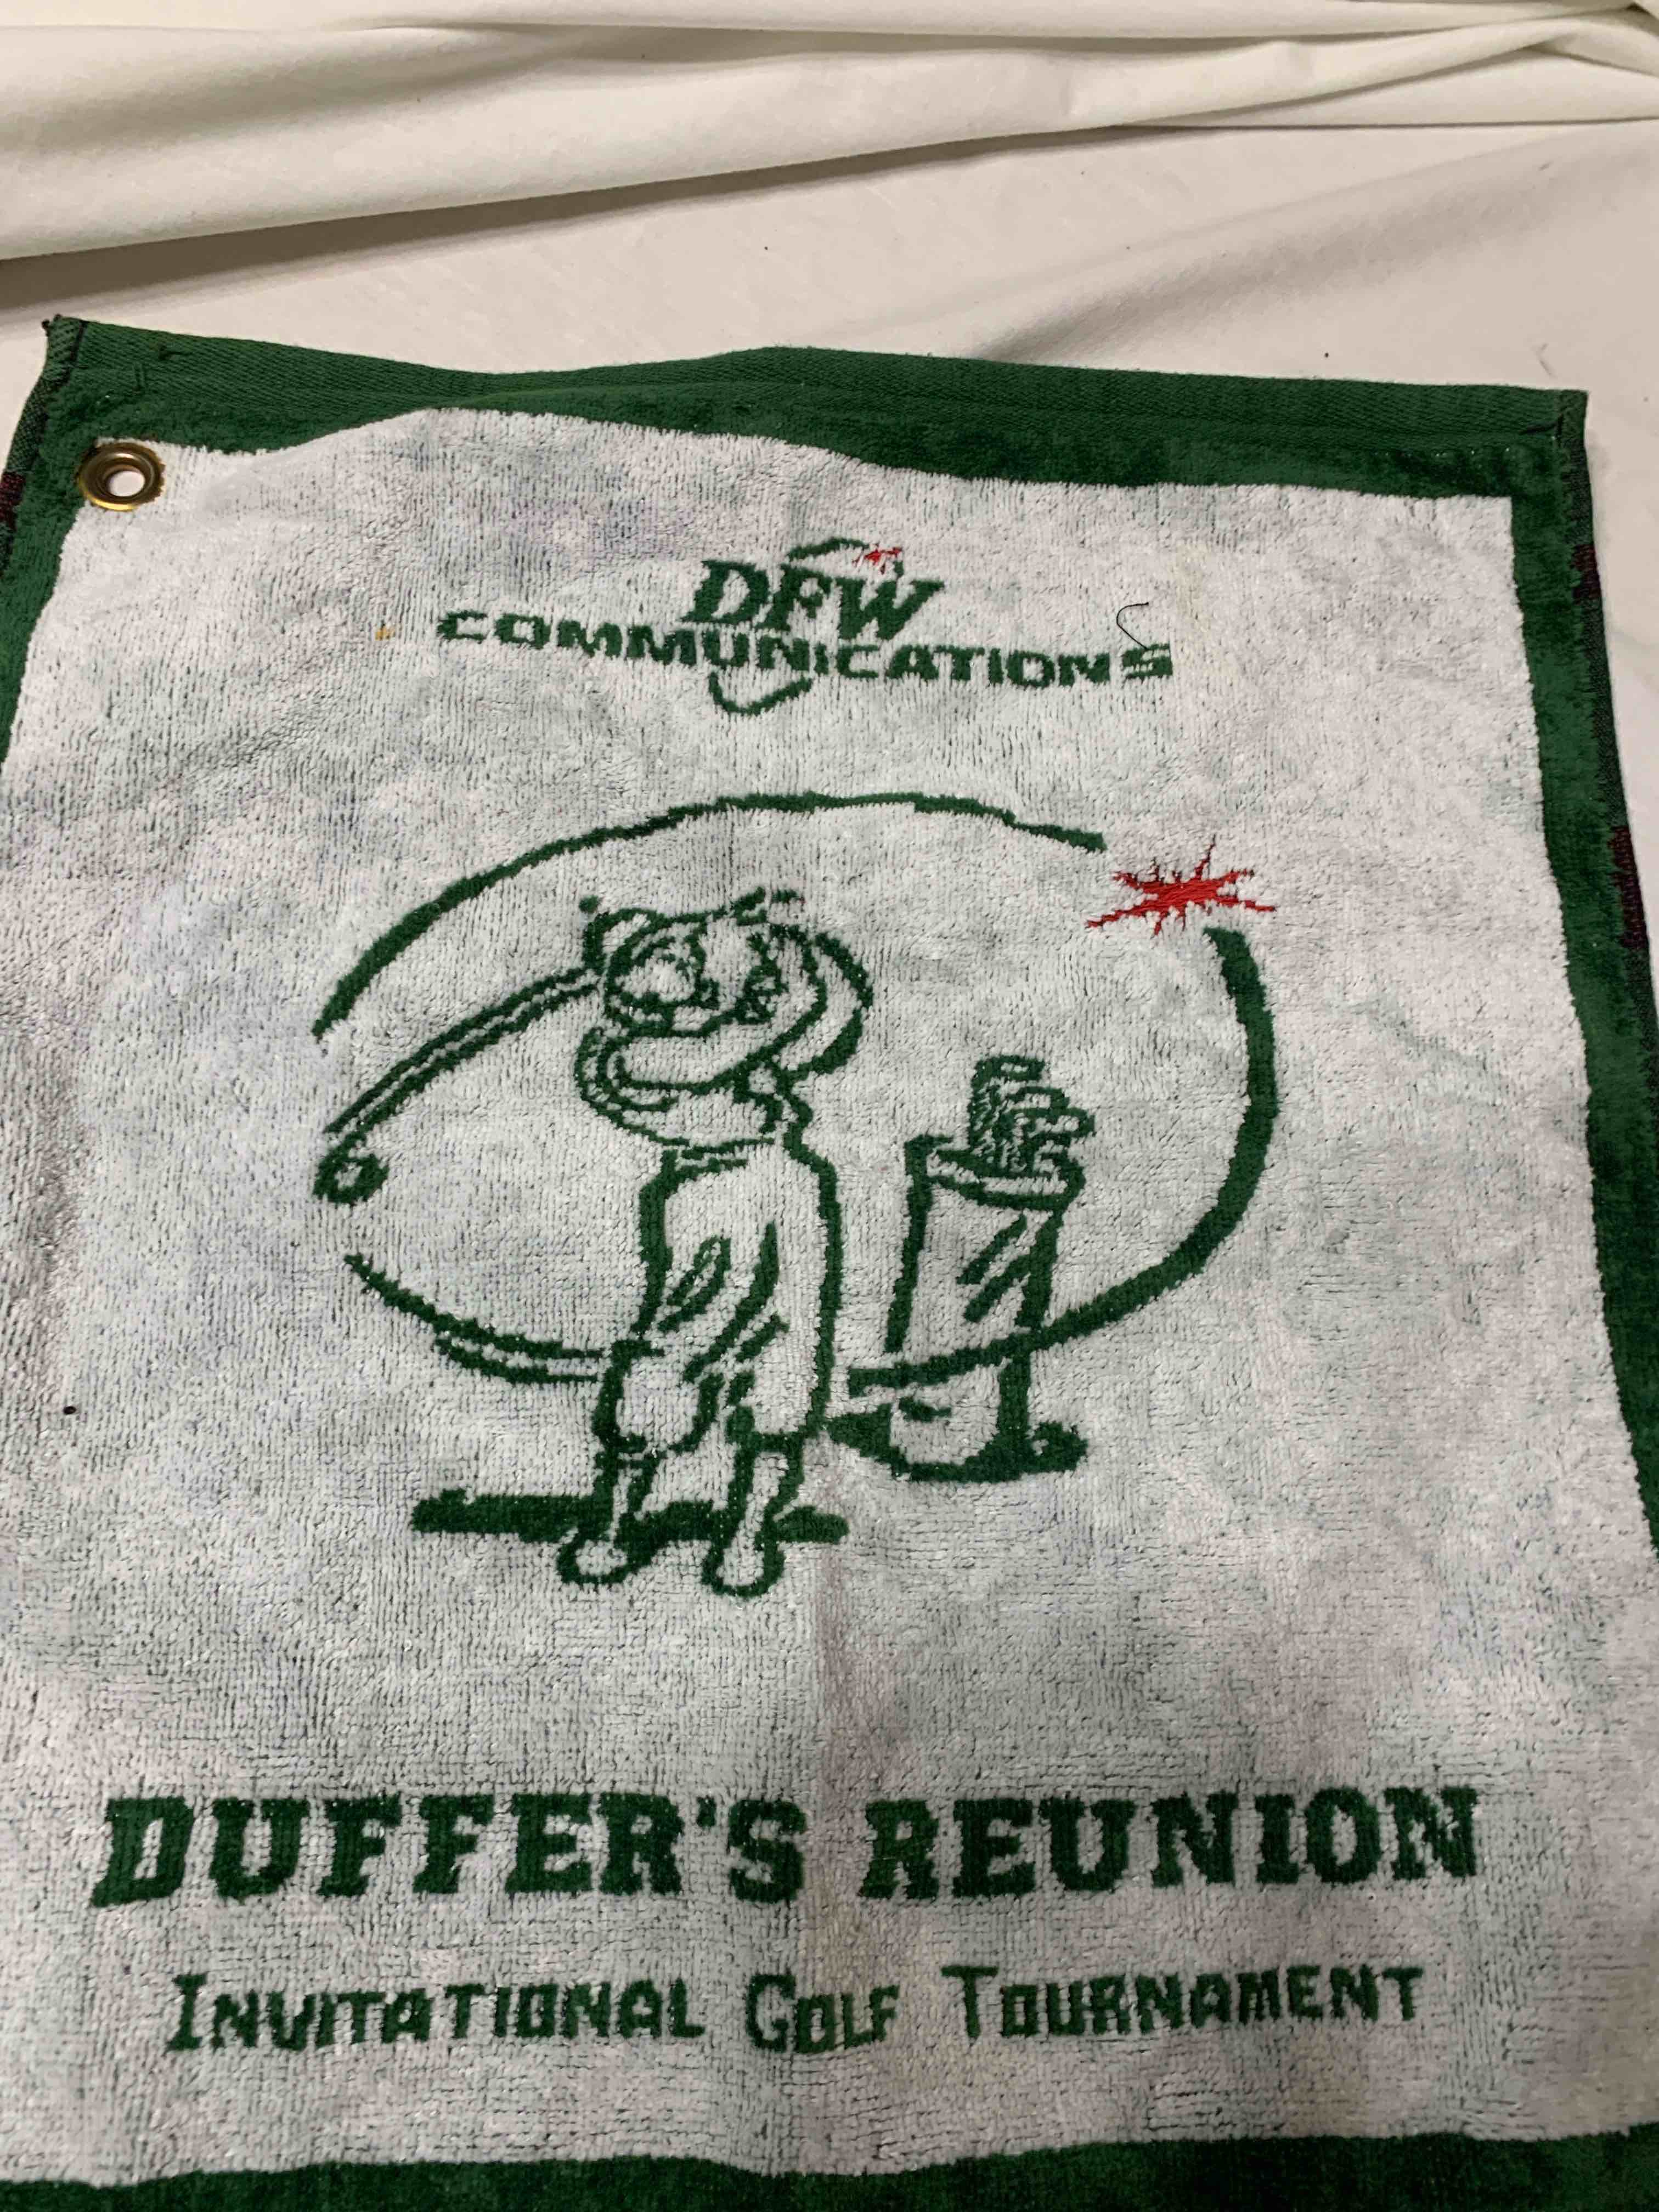 DFW
COMMUNICATIONS
DUFFER'S REUNION
INVITATIONAL GOLF TOURNAMENT